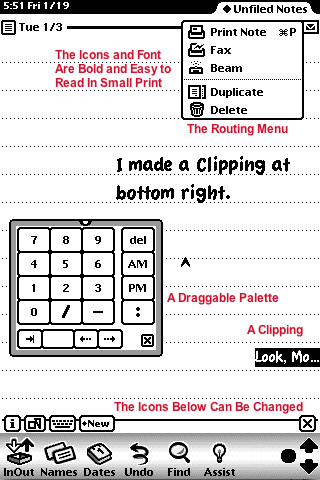 5:51 Fri 1/19
◆ Unfiled Notes
Tue 1/3
Print Note ⌘P
Fax
Beam
Duplicate
Delete
The Icons and Font
Are Bold and Easy to
Read In Small Print
The Routing Menu
I made a Clipping at
bottom right.
7 8 9 del
4 5 6 AM
1 2 3 PM
0 / – :
A Draggable Palette
A Clipping
Look, Mo...
The Icons Below Can Be Changed
i
•New
InOut Names Dates Undo Find Assist